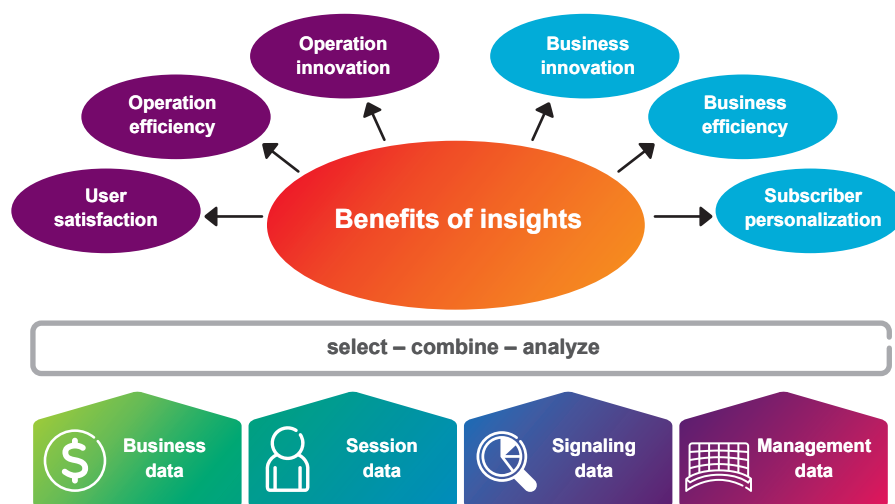 Operation
innovation
Business
innovation
Operation
efficiency
Business
efficiency
User
satisfaction
Benefits of insights
Subscriber
personalization
select – combine – analyze
Business
data
Session
data
Signaling
data
Management
data